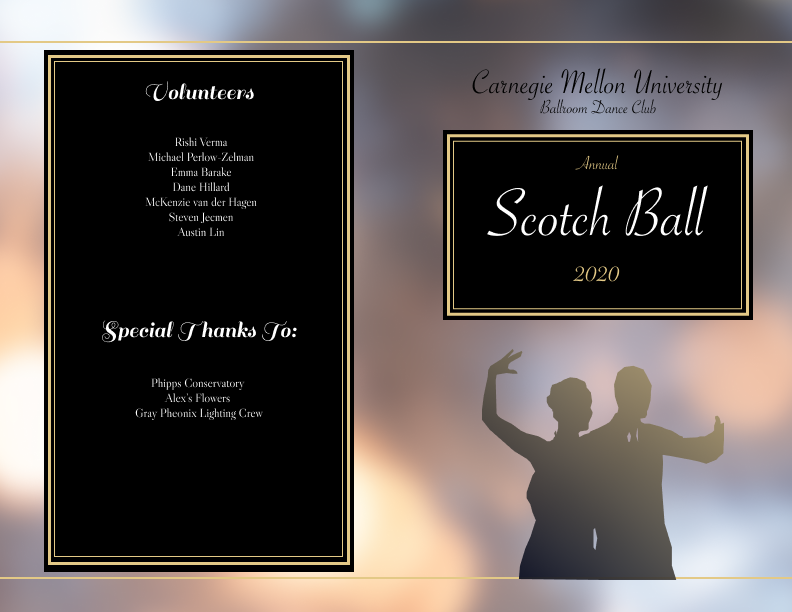 Volunteers
Rishi Verma
Michael Perlow-Zelman
Emma Barake
Dane Hillard
McKenzie van der Hagen
Steven Jecmen
Austin Lin
Special Thanks To:
Phipps Conservatory
Alex's Flowers
Gray Pheonix Lighting Crew
Carnegie Mellon University
Ballroom Dance Club
Annual
Scotch Ball
2020